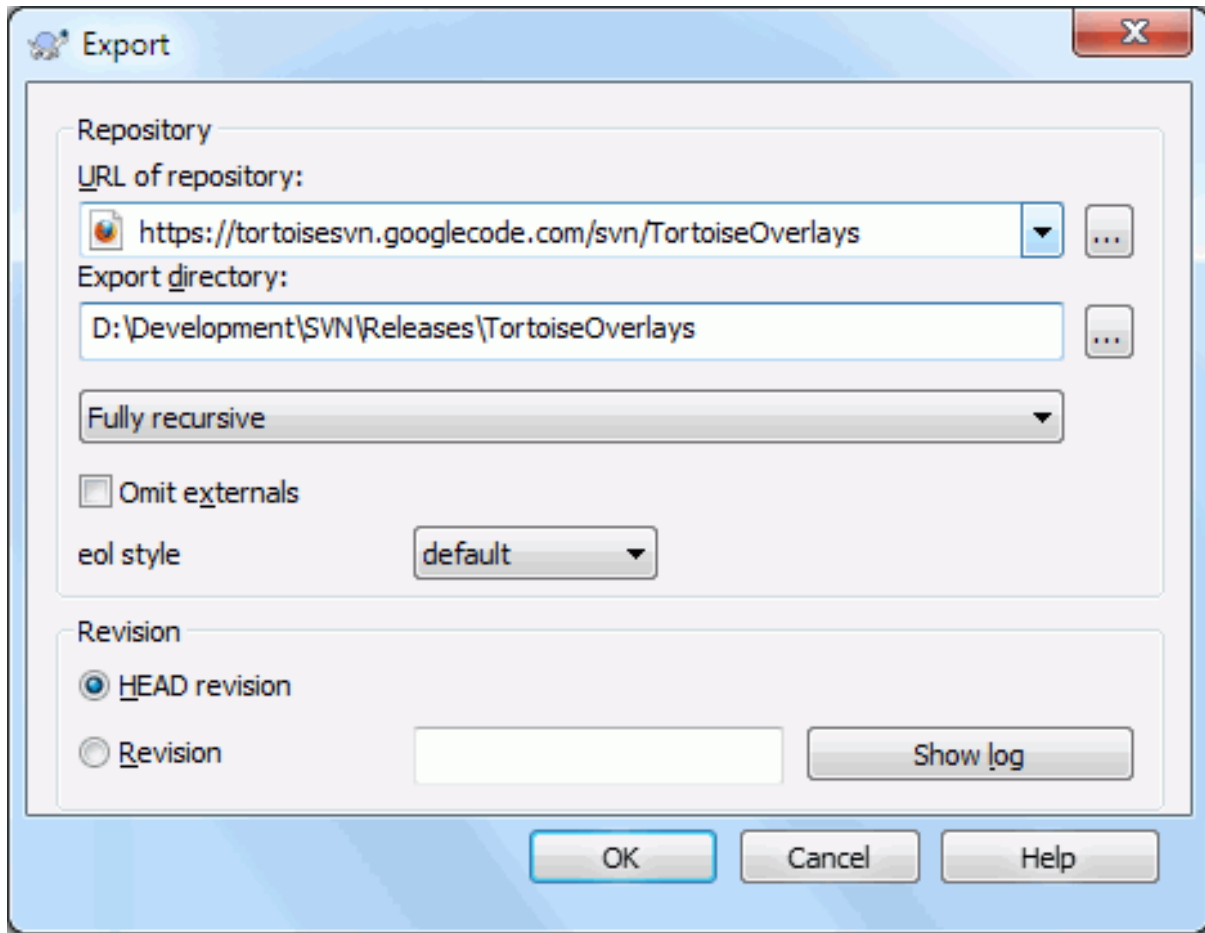 Export
Repository
URL of repository:
https://tortoisesvn.googlecode.com/svn/TortoiseOverlays
...
Export directory:
D:\Development\SVN\Releases\TortoiseOverlays
...
Fully recursive
Omit externals
eol style default
Revision
HEAD revision
Revision Show log
OK Cancel Help